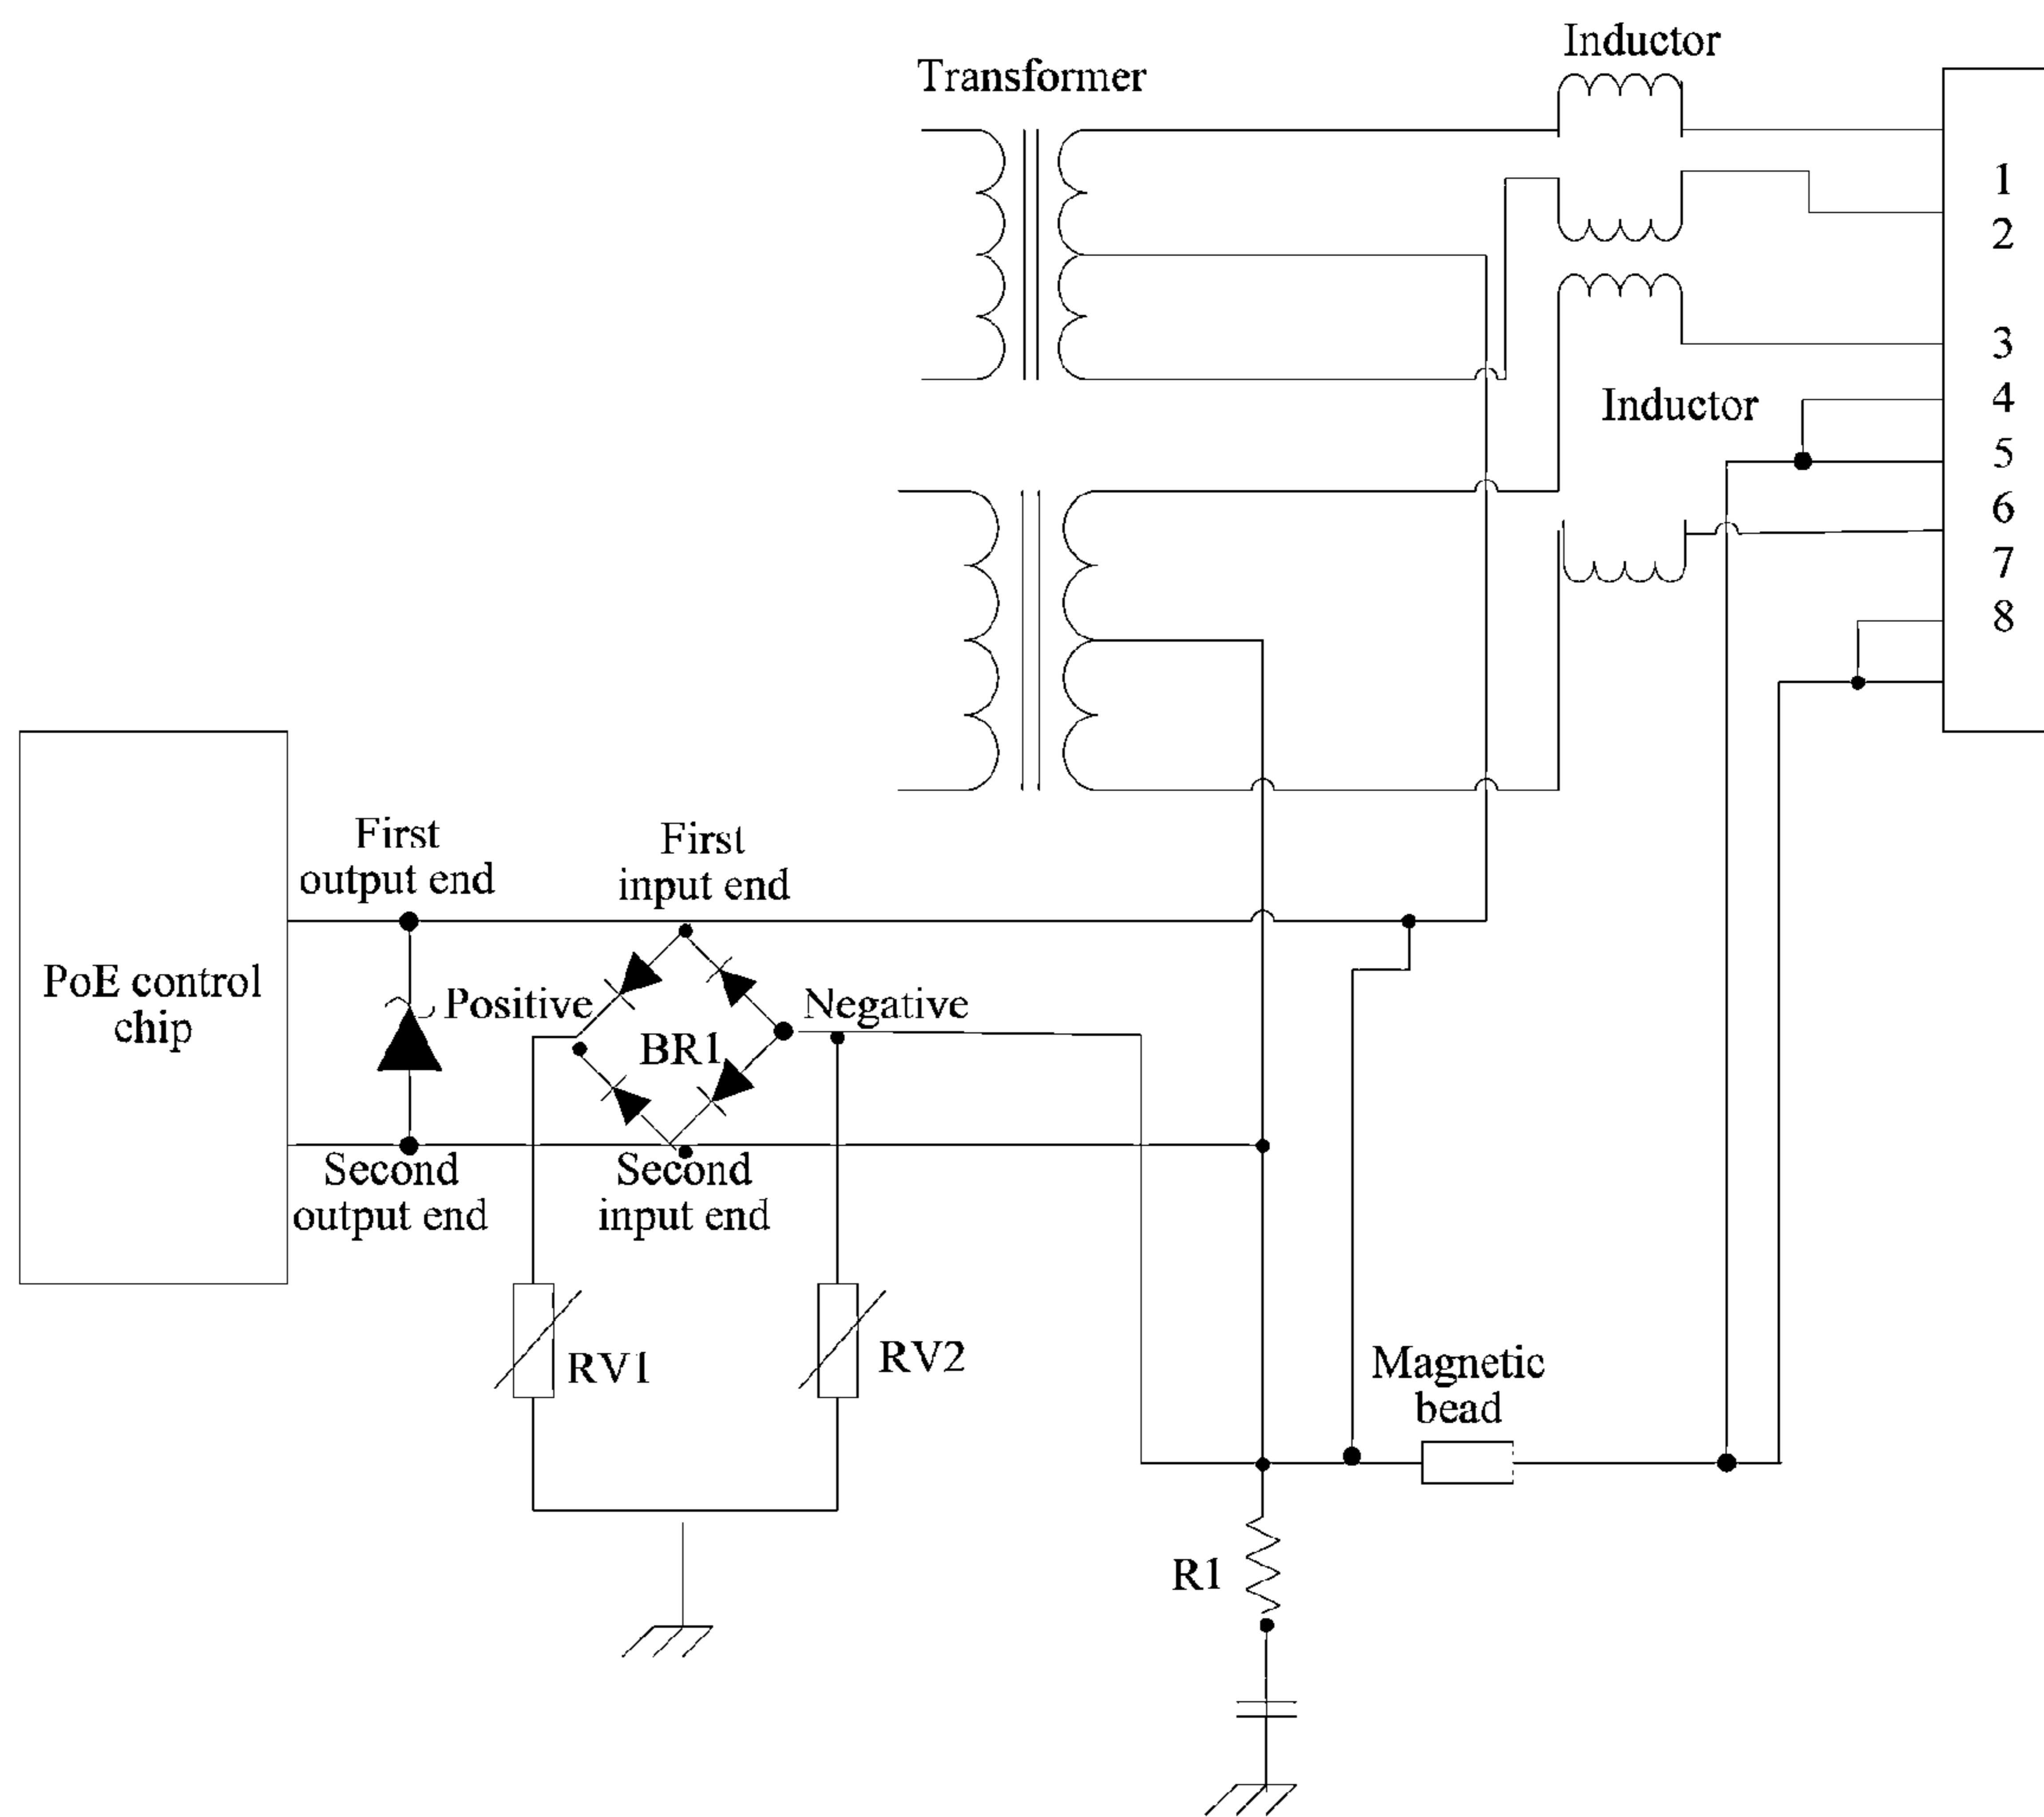 Inductor
Transformer
1
2
3
Inductor
4
5
6
7
8
First
output end
First
input end
PoE control
chip
Positive
Negative
BR1
Second
output end
Second
input end
RV1
RV2
Magnetic
bead
R1